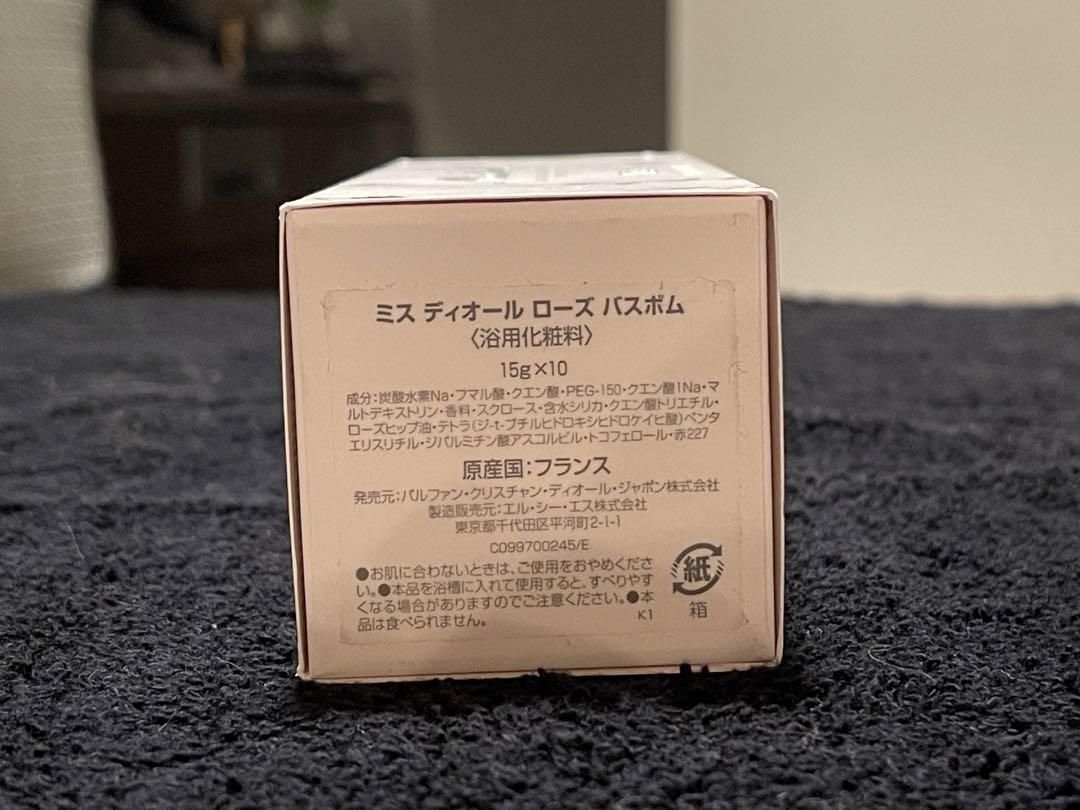 ミス ディオール ローズ バスボム
〈浴用化粧料〉
15g×10
成分:炭酸水素Na・フマル酸・クエン酸・PEG-150・クエン酸1Na・マ
ルトデキストリン・香料・スクロース・含水シリカ・クエン酸トリエチル・
ローズヒップ油・テトラ(ジ-t-ブチルヒドロキシヒドロケイヒ酸)ペンタ
エリスリチル・ジパルミチン酸アスコルビル・トコフェロール・赤227
原産国:フランス
発売元:パルファン・クリスチャン・ディオール・ジャポン株式会社
製造販売元:エル・シー・エス株式会社
東京都千代田区平河町2-1-1
C099700245/E
●お肌に合わないときは、ご使用をおやめくださ
い。●本品を浴槽に入れて使用すると、すべりやす
くなる場合がありますのでご注意ください。●本
品は食べられません。
K1
紙
箱